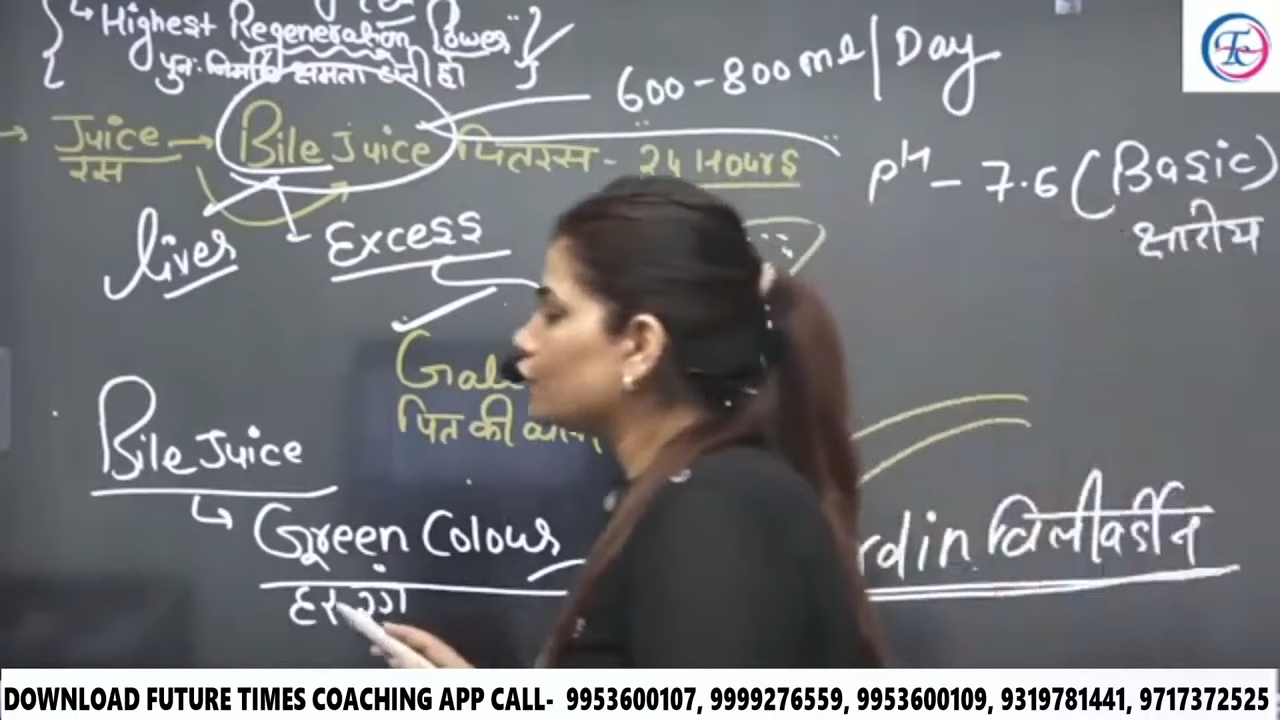 Highest Regeneration Power
पुनः निर्माण क्षमता होती है
600-800 ml/Day
Juice → Bile Juice पितरस - 24 Hours
रस
pH - 7.6 (Basic)
क्षारीय
liver
Excess
Gal
पित की
Bile Juice
Green Colour
rdin बिलीवर्डीन
हरा रंग
DOWNLOAD FUTURE TIMES COACHING APP CALL- 9953600107, 9999276559, 9953600109, 9319781441, 9717372525